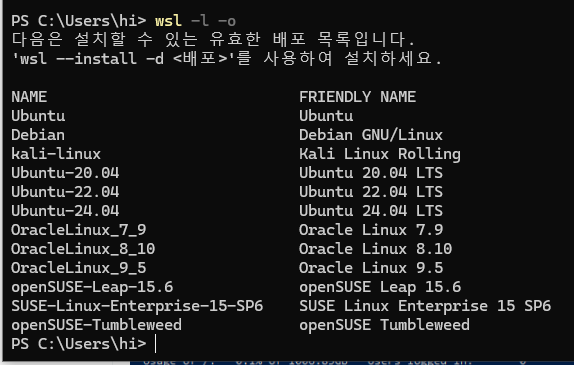 PS C:\Users\hi> wsl -l -o
다음은 설치할 수 있는 유효한 배포 목록입니다.
'wsl --install -d <배포>'를 사용하여 설치하세요.
NAME FRIENDLY NAME
Ubuntu Ubuntu
Debian Debian GNU/Linux
kali-linux Kali Linux Rolling
Ubuntu-20.04 Ubuntu 20.04 LTS
Ubuntu-22.04 Ubuntu 22.04 LTS
Ubuntu-24.04 Ubuntu 24.04 LTS
OracleLinux_7_9 Oracle Linux 7.9
OracleLinux_8_10 Oracle Linux 8.10
OracleLinux_9_5 Oracle Linux 9.5
openSUSE-Leap-15.6 openSUSE Leap 15.6
SUSE-Linux-Enterprise-15-SP6 SUSE Linux Enterprise 15 SP6
openSUSE-Tumbleweed openSUSE Tumbleweed
PS C:\Users\hi>